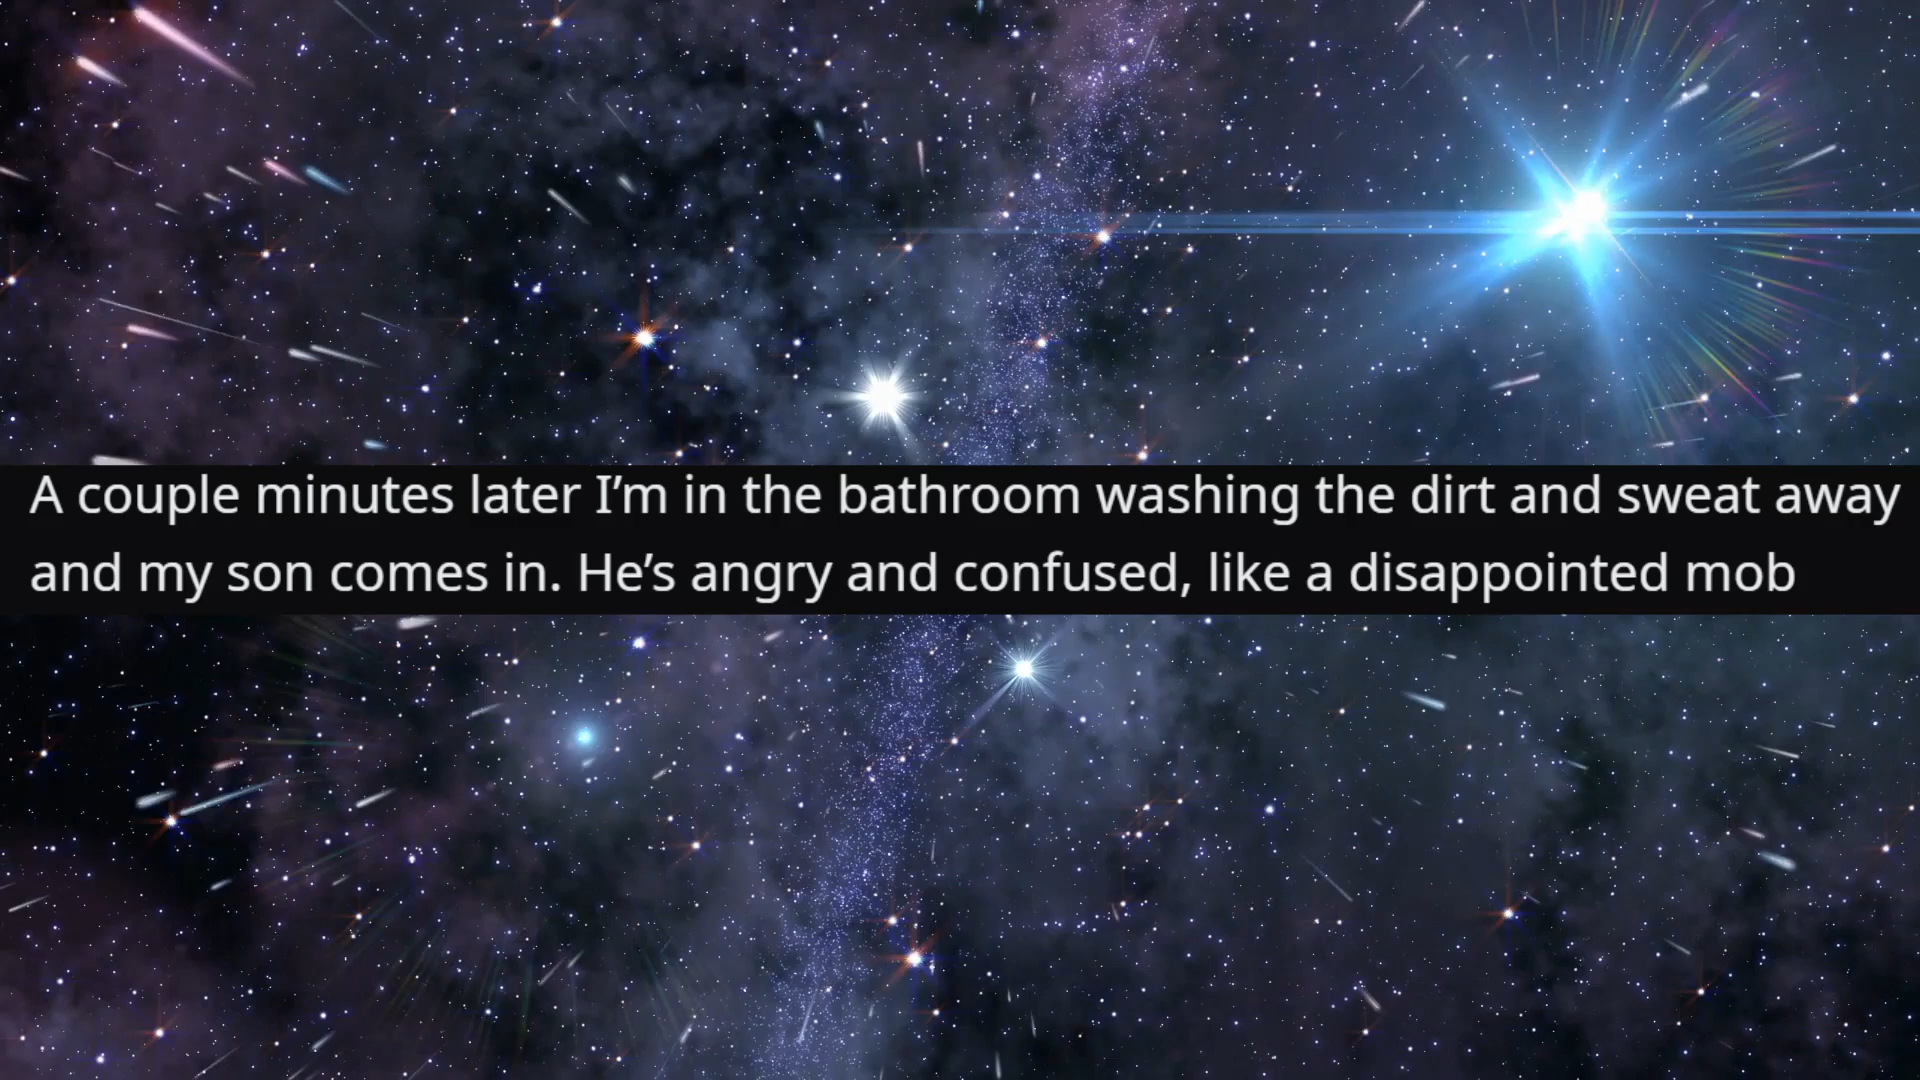 A couple minutes later I’m in the bathroom washing the dirt and sweat away
and my son comes in. He’s angry and confused, like a disappointed mob